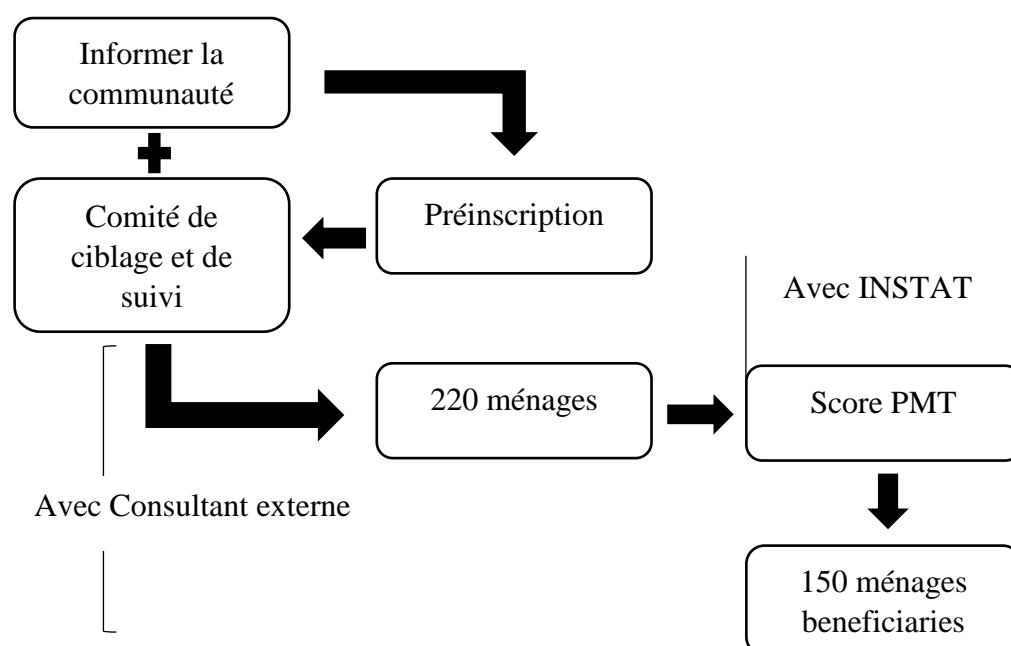 Informer la
communauté
Préinscription
Comité de
ciblage et de
suivi
Avec INSTAT
220 ménages
Score PMT
Avec Consultant externe
150 ménages
beneficiaries